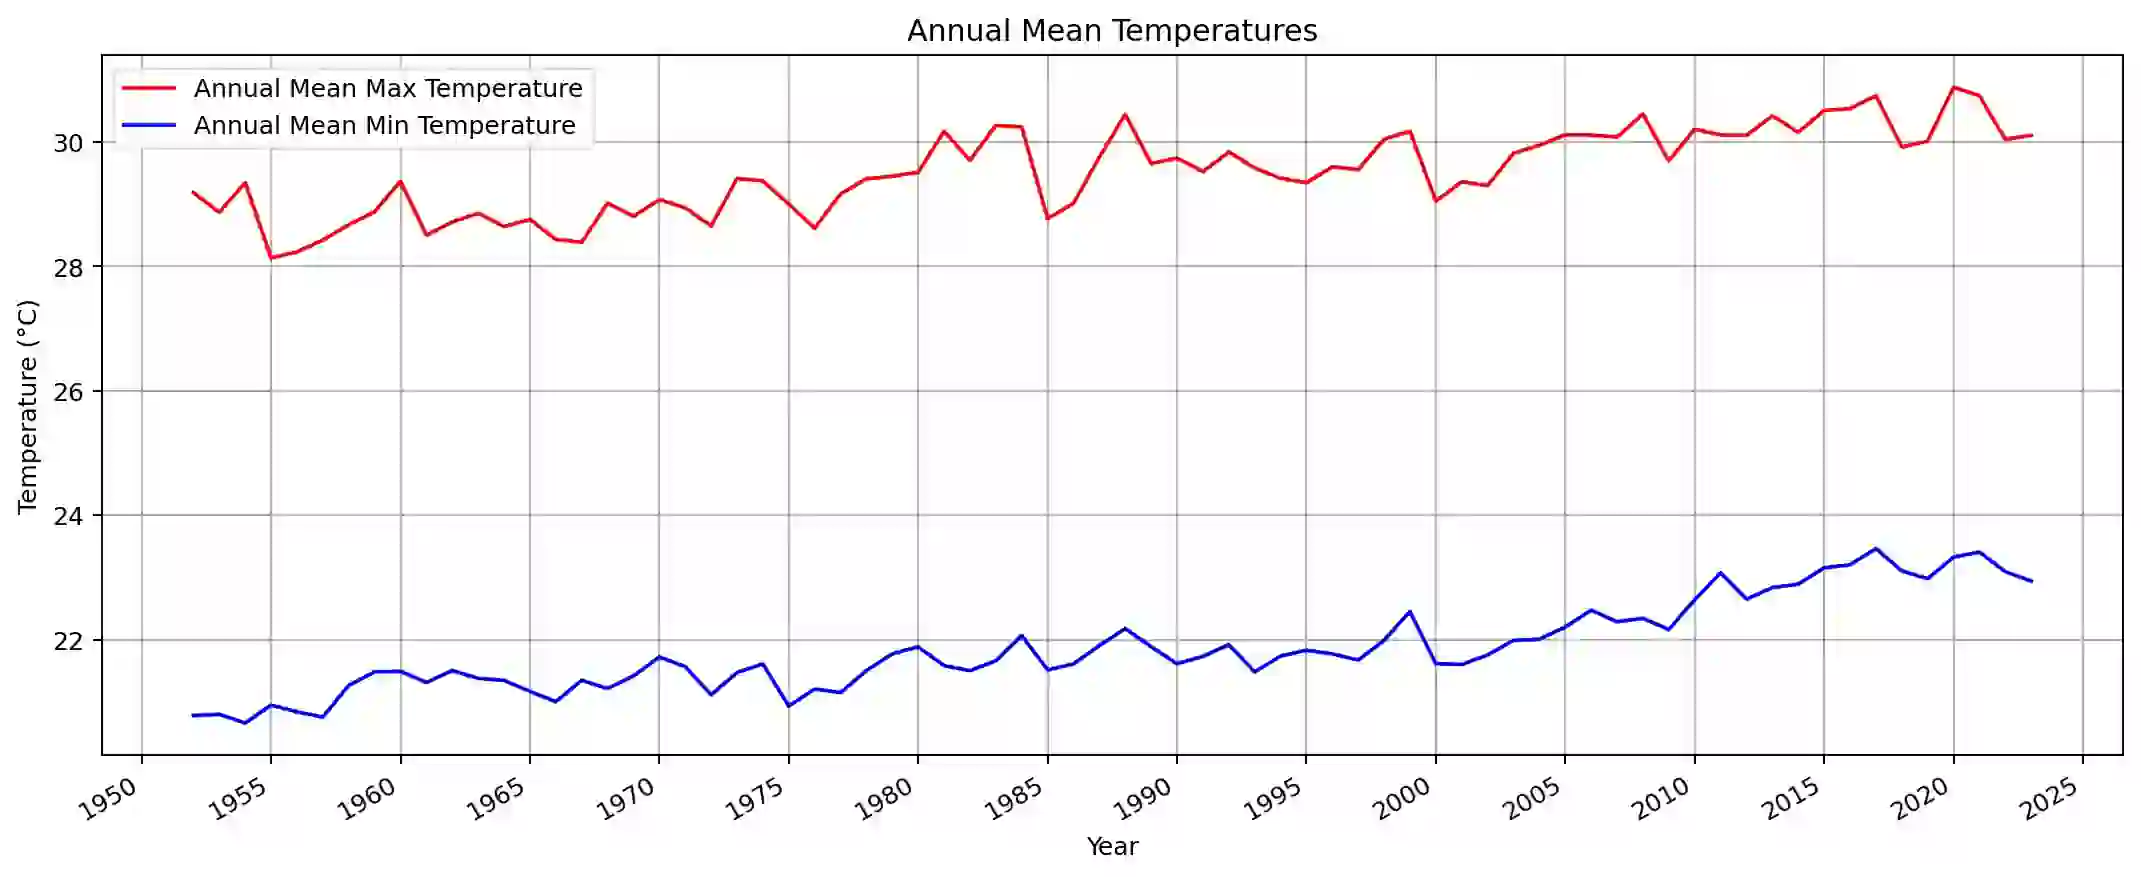 Annual Mean Temperatures
Annual Mean Max Temperature
Annual Mean Min Temperature
Temperature (°C)
30
28
26
24
22
1950 1955 1960 1965 1970 1975 1980 1985 1990 1995 2000 2005 2010 2015 2020 2025
Year